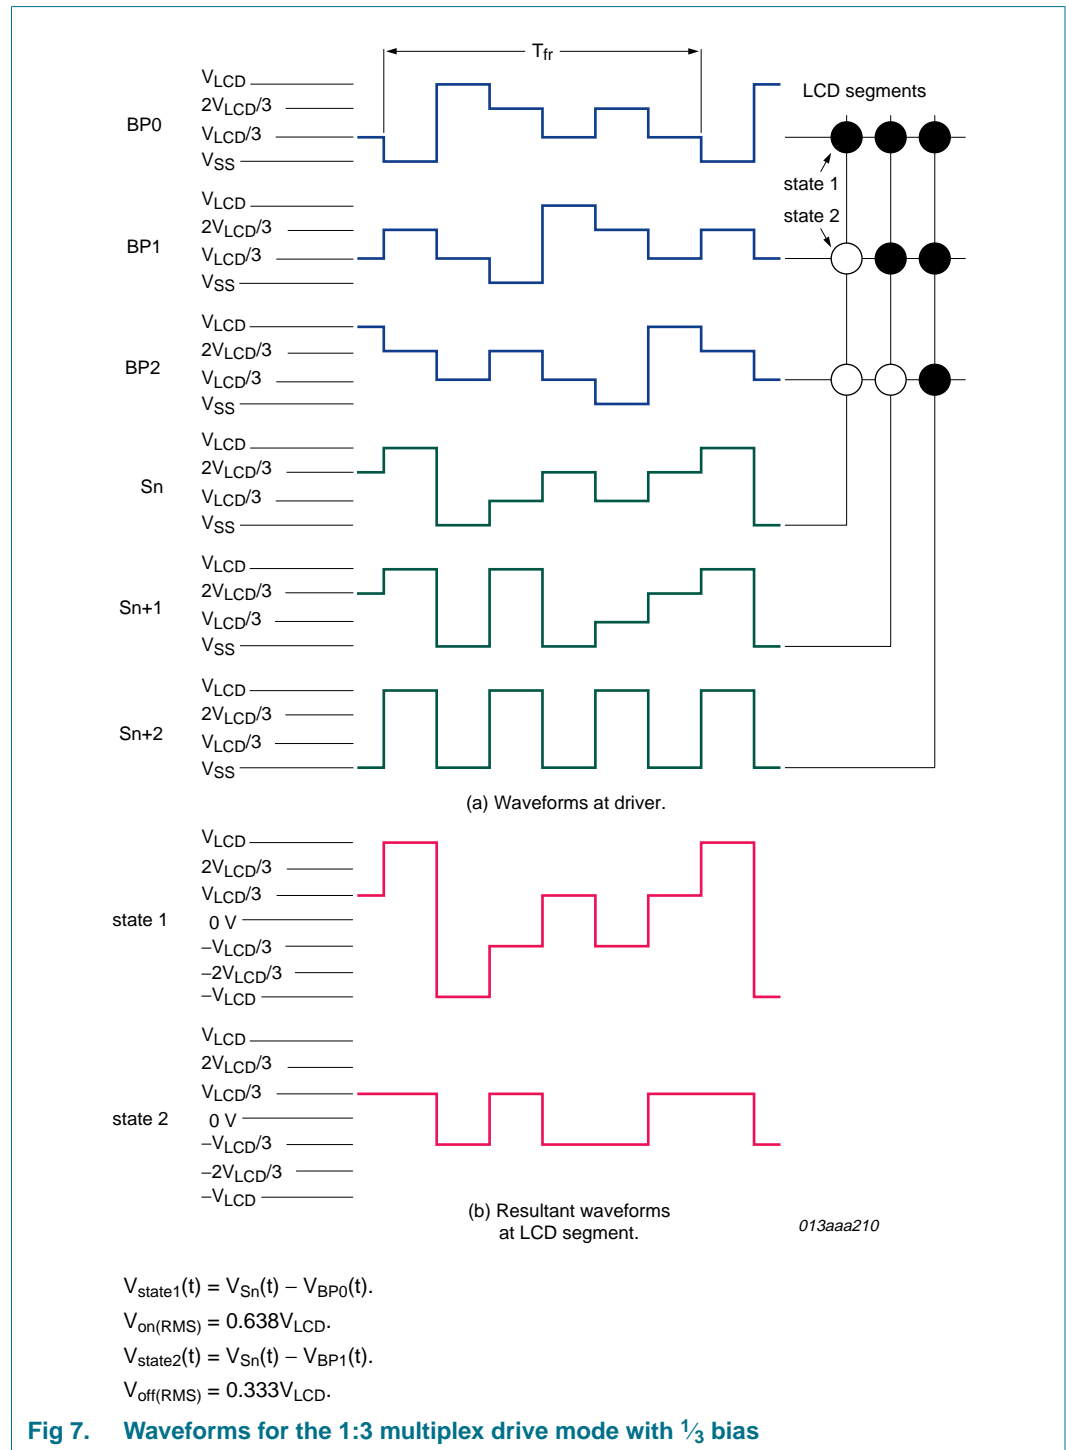 Tfr
VLCD
2VLCD/3
BP0
VLCD/3
VSS
LCD segments
state 1
VLCD
2VLCD/3
BP1
VLCD/3
VSS
state 2
VLCD
2VLCD/3
BP2
VLCD/3
VSS
VLCD
2VLCD/3
Sn
VLCD/3
VSS
VLCD
2VLCD/3
Sn+1
VLCD/3
VSS
VLCD
2VLCD/3
Sn+2
VLCD/3
VSS
(a) Waveforms at driver.
VLCD
2VLCD/3
VLCD/3
state 1
0 V
−VLCD/3
−2VLCD/3
−VLCD
VLCD
2VLCD/3
VLCD/3
state 2
0 V
−VLCD/3
−2VLCD/3
−VLCD
(b) Resultant waveforms
at LCD segment.
013aaa210
Vstate1(t) = VSn(t) − VBP0(t).
Von(RMS) = 0.638VLCD.
Vstate2(t) = VSn(t) − VBP1(t).
Voff(RMS) = 0.333VLCD.
Fig 7. Waveforms for the 1:3 multiplex drive mode with 1⁄3 bias